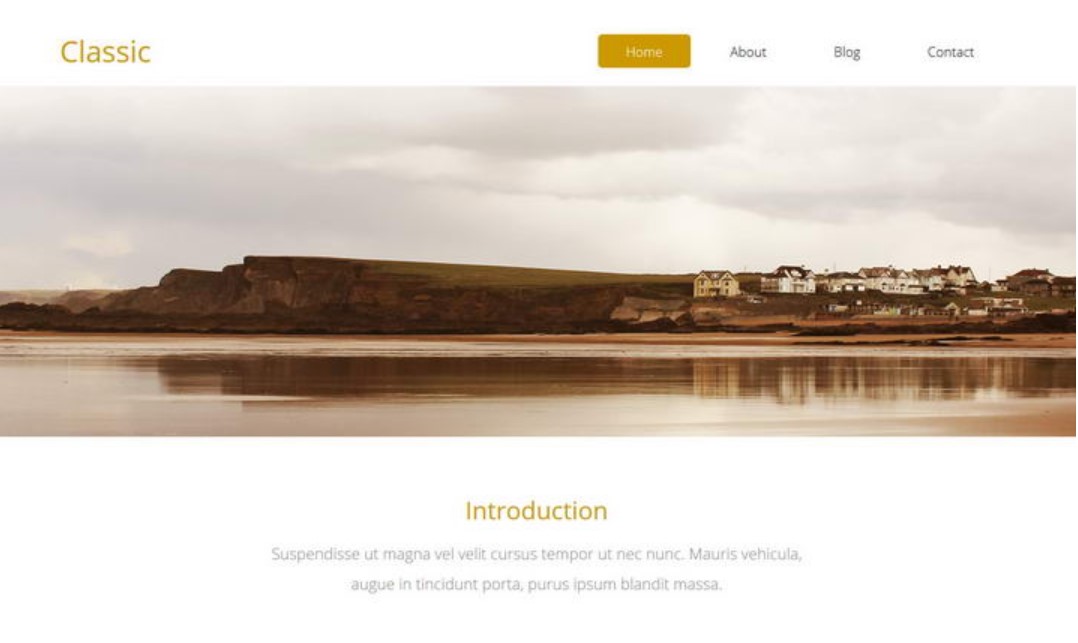 Classic
Home About Blog Contact
Introduction
Suspendisse ut magna vel velit cursus tempor ut nec nunc. Mauris vehicula,
augue in tincidunt porta, purus ipsum blandit massa.